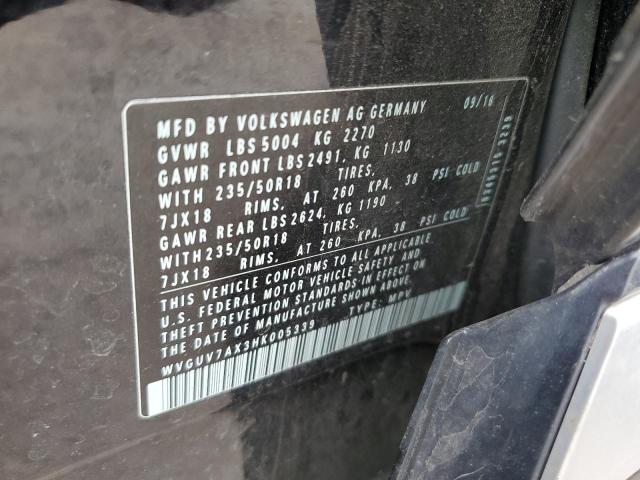 MFD BY VOLKSWAGEN AG GERMANY 09/16
GVWR LBS 5004 KG 2270
GAWR FRONT LBS 2491, KG 1130
WITH 235/50R18 TIRES,
7JX18 RIMS, AT 260 KPA, 38 PSI COLD
GAWR REAR LBS 2624, KG 1190
WITH 235/50R18 TIRES,
7JX18 RIMS, AT 260 KPA, 38 PSI COLD
THIS VEHICLE CONFORMS TO ALL APPLICABLE
U.S. FEDERAL MOTOR VEHICLE SAFETY AND
THEFT PREVENTION STANDARDS IN EFFECT ON
THE DATE OF MANUFACTURE SHOWN ABOVE.
WVGUV7AX3HK005339 TYPE: MPV